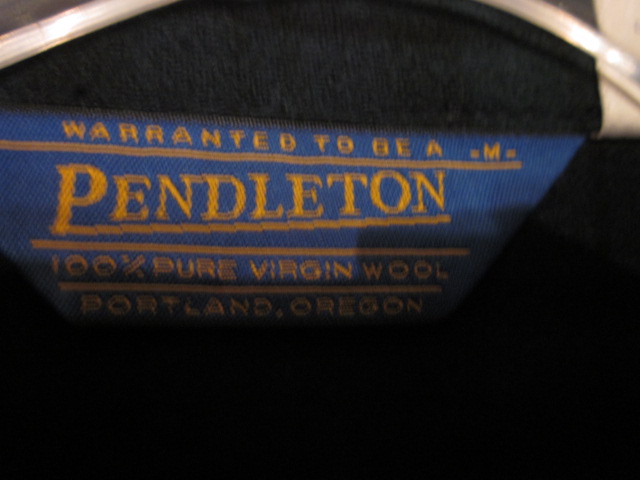 WARRANTED TO BE A -M-
PENDLETON
100% PURE VIRGIN WOOL
PORTLAND, OREGON